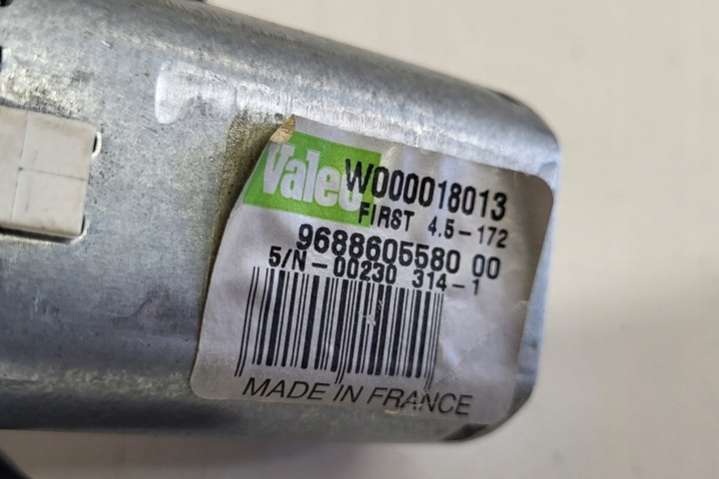 Valeo W000018013
FIRST 4.5-172
9688605580 00
S/N-00230 314-1
MADE IN FRANCE